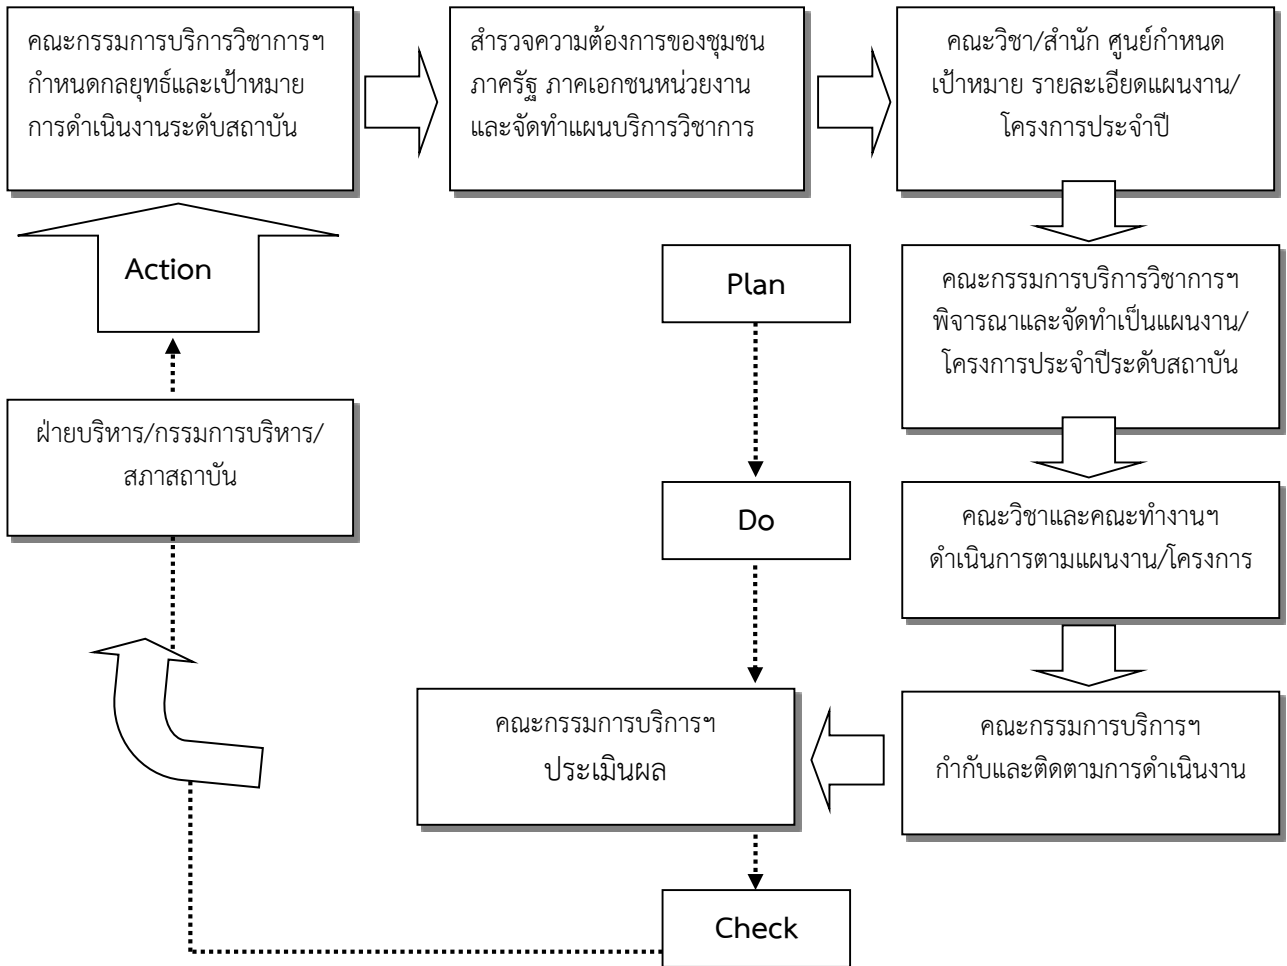 คณะกรรมการบริการวิชาการฯ
กำหนดกลยุทธ์และเป้าหมาย
การดำเนินงานระดับสถาบัน
สำรวจความต้องการของชุมชน
ภาครัฐ ภาคเอกชนหน่วยงาน
และจัดทำแผนบริการวิชาการ
คณะวิชา/สำนัก ศูนย์กำหนด
เป้าหมาย รายละเอียดแผนงาน/
โครงการประจำปี
Action
Plan
คณะกรรมการบริการวิชาการฯ
พิจารณาและจัดทำเป็นแผนงาน/
โครงการประจำปีระดับสถาบัน
ฝ่ายบริหาร/กรรมการบริหาร/
สภาสถาบัน
Do
คณะวิชาและคณะทำงานฯ
ดำเนินการตามแผนงาน/โครงการ
คณะกรรมการบริการฯ
ประเมินผล
คณะกรรมการบริการฯ
กำกับและติดตามการดำเนินงาน
Check